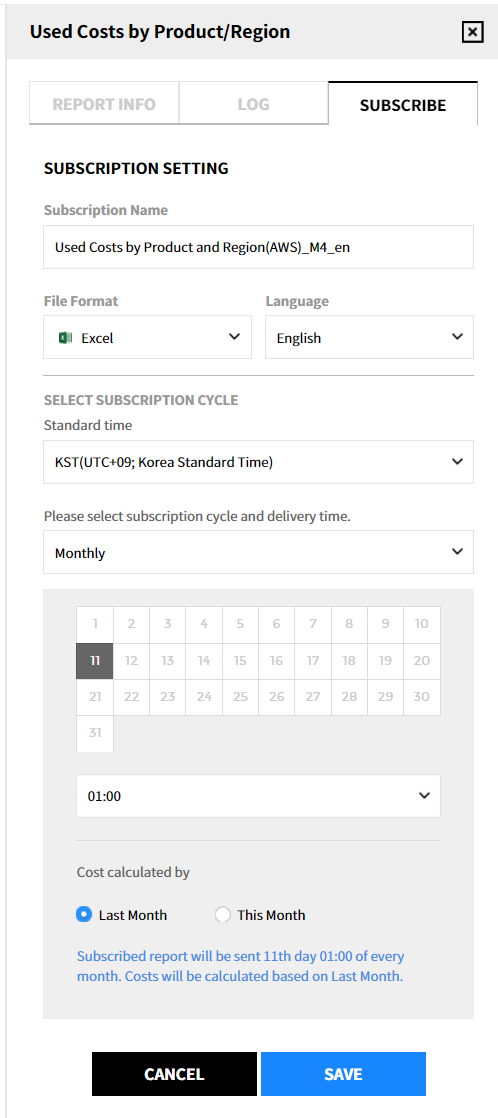 Used Costs by Product/Region
REPORT INFO LOG SUBSCRIBE
SUBSCRIPTION SETTING
Subscription Name
Used Costs by Product and Region(AWS)_M4_en
File Format Language
Excel English
SELECT SUBSCRIPTION CYCLE
Standard time
KST(UTC+09; Korea Standard Time)
Please select subscription cycle and delivery time.
Monthly
1 2 3 4 5 6 7 8 9 10
11 12 13 14 15 16 17 18 19 20
21 22 23 24 25 26 27 28 29 30
31
01:00
Cost calculated by
Last Month This Month
Subscribed report will be sent 11th day 01:00 of every
month. Costs will be calculated based on Last Month.
CANCEL SAVE